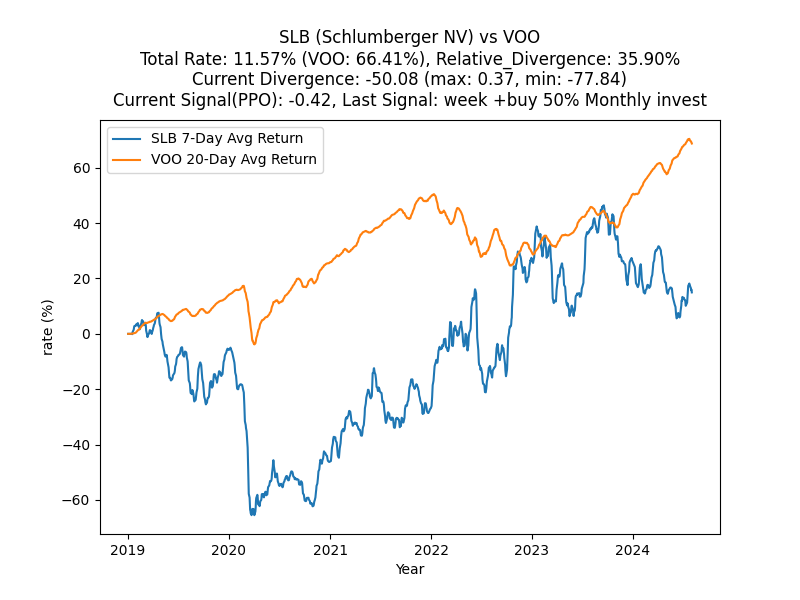 SLB (Schlumberger NV) vs VOO
Total Rate: 11.57% (VOO: 66.41%), Relative_Divergence: 35.90%
Current Divergence: -50.08 (max: 0.37, min: -77.84)
Current Signal(PPO): -0.42, Last Signal: week +buy 50% Monthly invest
SLB 7-Day Avg Return
VOO 20-Day Avg Return
60
40
20
0
−20
−40
−60
rate (%)
2019 2020 2021 2022 2023 2024
Year